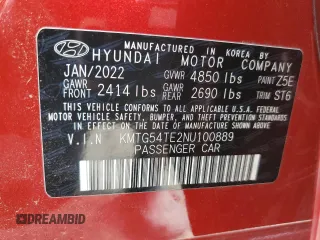 MANUFACTURED IN KOREA BY
HYUNDAI MOTOR COMPANY
JAN/2022 GVWR 4850 lbs PAINT Z5E
GAWR FRONT 2414 lbs GAWR REAR 2690 lbs TRIM ST6
THIS VEHICLE CONFORMS TO ALL APPLICABLE U.S. FEDERAL
MOTOR VEHICLE SAFETY, BUMPER, AND THEFT PREVENTION
STANDARDS IN EFFECT ON THE DATE OF MANUFACTURE SHOWN ABOVE.
V.I.N KMTG54TE2NU100889
PASSENGER CAR
©DREAMBID